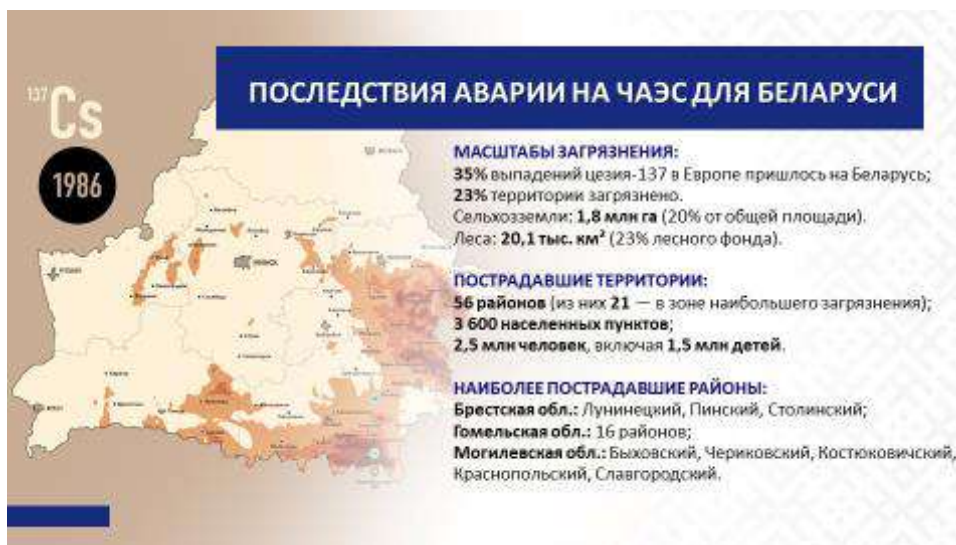 137
Cs
1986
ПОСЛЕДСТВИЯ АВАРИИ НА ЧАЭС ДЛЯ БЕЛАРУСИ
МАСШТАБЫ ЗАГРЯЗНЕНИЯ:
35% выпадений цезия-137 в Европе пришлось на Беларусь;
23% территории загрязнено.
Сельхозземли: 1,8 млн га (20% от общей площади).
Леса: 20,1 тыс. км² (23% лесного фонда).
ПОСТРАДАВШИЕ ТЕРРИТОРИИ:
56 районов (из них 21 — в зоне наибольшего загрязнения);
3 600 населенных пунктов;
2,5 млн человек, включая 1,5 млн детей.
НАИБОЛЕЕ ПОСТРАДАВШИЕ РАЙОНЫ:
Брестская обл.: Лунинецкий, Пинский, Столинский;
Гомельская обл.: 16 районов;
Могилевская обл.: Быховский, Чериковский, Костюковичский,
Краснопольский, Славгородский.